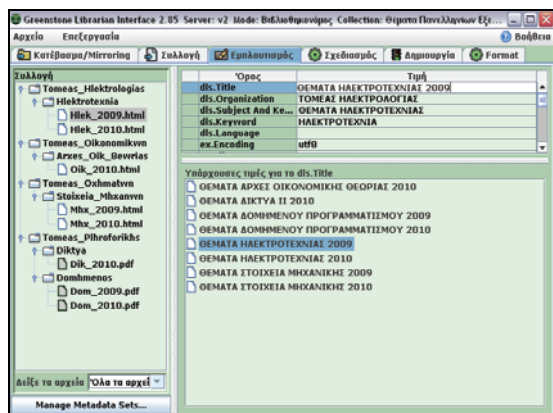 Greenstone Librarian Interface 2.85 Server: v2 Mode: Βιβλιοθηκονόμος Collection: Θέματα Πανελληνίων Εξε...
Αρχείο Επεξεργασία
Βοήθεια
Κατέβασμα/Mirroring Συλλογή Εμπλουτισμός Σχεδιασμός Δημιουργία Format
Συλλογή
Tomeas_Hlektrologias
Hlektrotexnia
Hlek_2009.html
Hlek_2010.html
Tomeas_Oikonomikvn
Arxes_Oik_Bewrias
Oik_2010.html
Tomeas_Oxhmatvn
Stoixeia_Mhxanvn
Mhx_2009.html
Mhx_2010.html
Tomeas_Plhroforikhs
Diktya
Dik_2010.pdf
Domhmenos
Dom_2009.pdf
Dom_2010.pdf
Δείξε τα αρχεία Όλα τα αρχεί
Manage Metadata Sets...
Όρος Τιμή
dls.Title ΘΕΜΑΤΑ ΗΛΕΚΤΡΟΤΕΧΝΙΑΣ 2009
dls.Organization ΤΟΜΕΑΣ ΗΛΕΚΤΡΟΛΟΓΙΑΣ
dls.Subject And Ke... ΘΕΜΑΤΑ ΗΛΕΚΤΡΟΤΕΧΝΙΑΣ
dls.Keyword ΗΛΕΚΤΡΟΤΕΧΝΙΑ
dls.Language
ex.Encoding utf8
Υπάρχουσες τιμές για το dls.Title
ΘΕΜΑΤΑ ΑΡΧΕΣ ΟΙΚΟΝΟΜΙΚΗΣ ΘΕΩΡΙΑΣ 2010
ΘΕΜΑΤΑ ΔΙΚΤΥΑ ΙΙ 2010
ΘΕΜΑΤΑ ΔΟΜΗΜΕΝΟΥ ΠΡΟΓΡΑΜΜΑΤΙΣΜΟΥ 2009
ΘΕΜΑΤΑ ΔΟΜΗΜΕΝΟΥ ΠΡΟΓΡΑΜΜΑΤΙΣΜΟΥ 2010
ΘΕΜΑΤΑ ΗΛΕΚΤΡΟΤΕΧΝΙΑΣ 2009
ΘΕΜΑΤΑ ΗΛΕΚΤΡΟΤΕΧΝΙΑΣ 2010
ΘΕΜΑΤΑ ΣΤΟΙΧΕΙΑ ΜΗΧΑΝΙΚΗΣ 2009
ΘΕΜΑΤΑ ΣΤΟΙΧΕΙΑ ΜΗΧΑΝΙΚΗΣ 2010